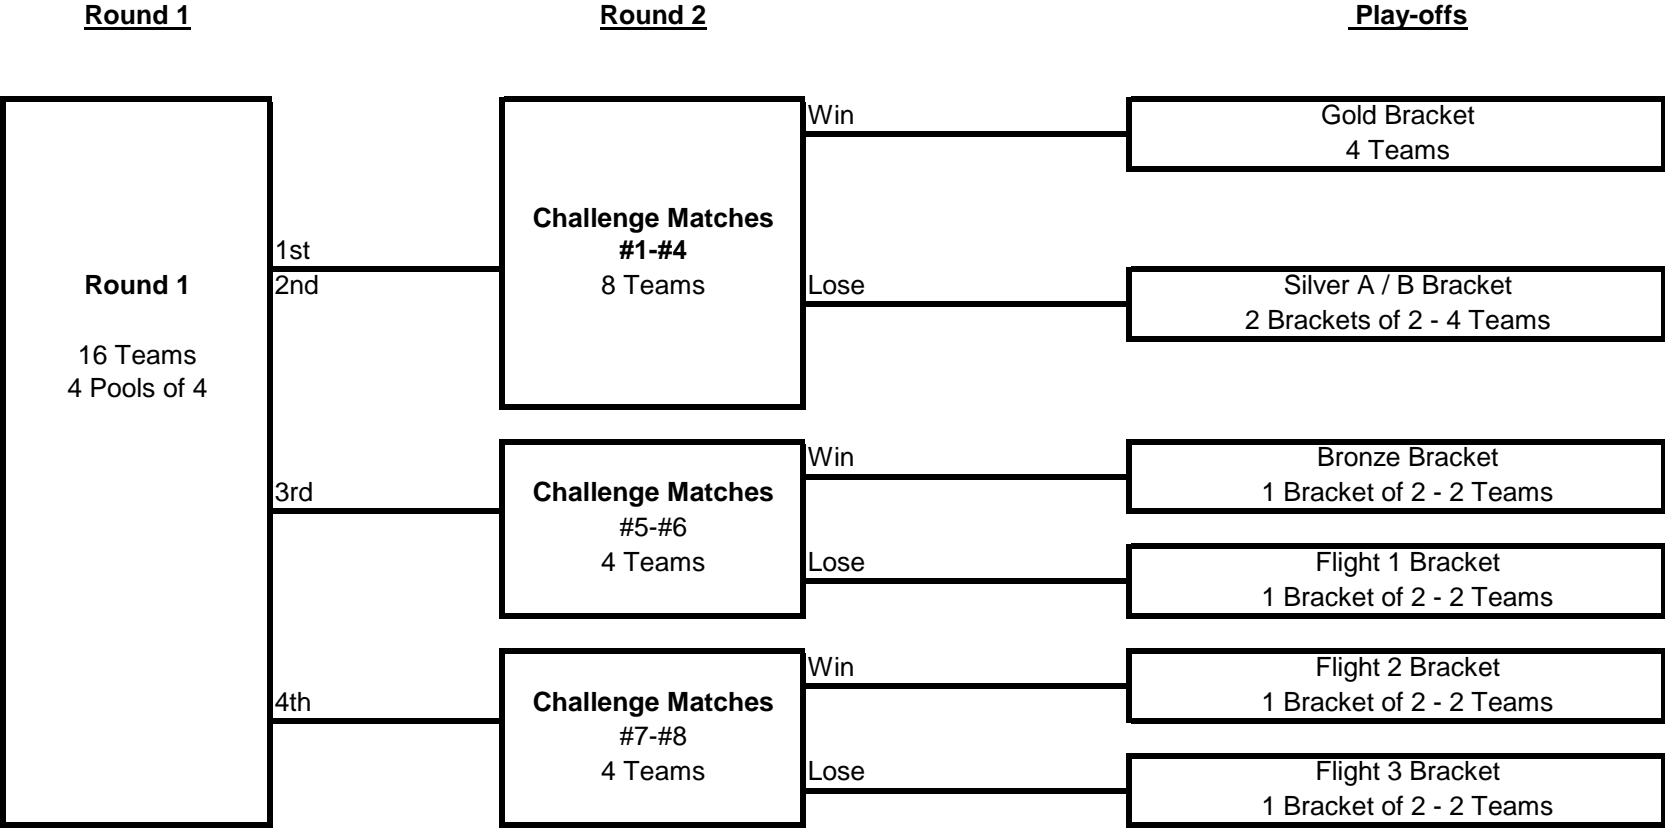 Round 1
Round 2
Play-offs
Round 1
16 Teams
4 Pools of 4
1st
2nd
3rd
4th
Challenge Matches
#1-#4
8 Teams
Win
Lose
Challenge Matches
#5-#6
4 Teams
Win
Lose
Challenge Matches
#7-#8
4 Teams
Win
Lose
Gold Bracket
4 Teams
Silver A / B Bracket
2 Brackets of 2 - 4 Teams
Bronze Bracket
1 Bracket of 2 - 2 Teams
Flight 1 Bracket
1 Bracket of 2 - 2 Teams
Flight 2 Bracket
1 Bracket of 2 - 2 Teams
Flight 3 Bracket
1 Bracket of 2 - 2 Teams